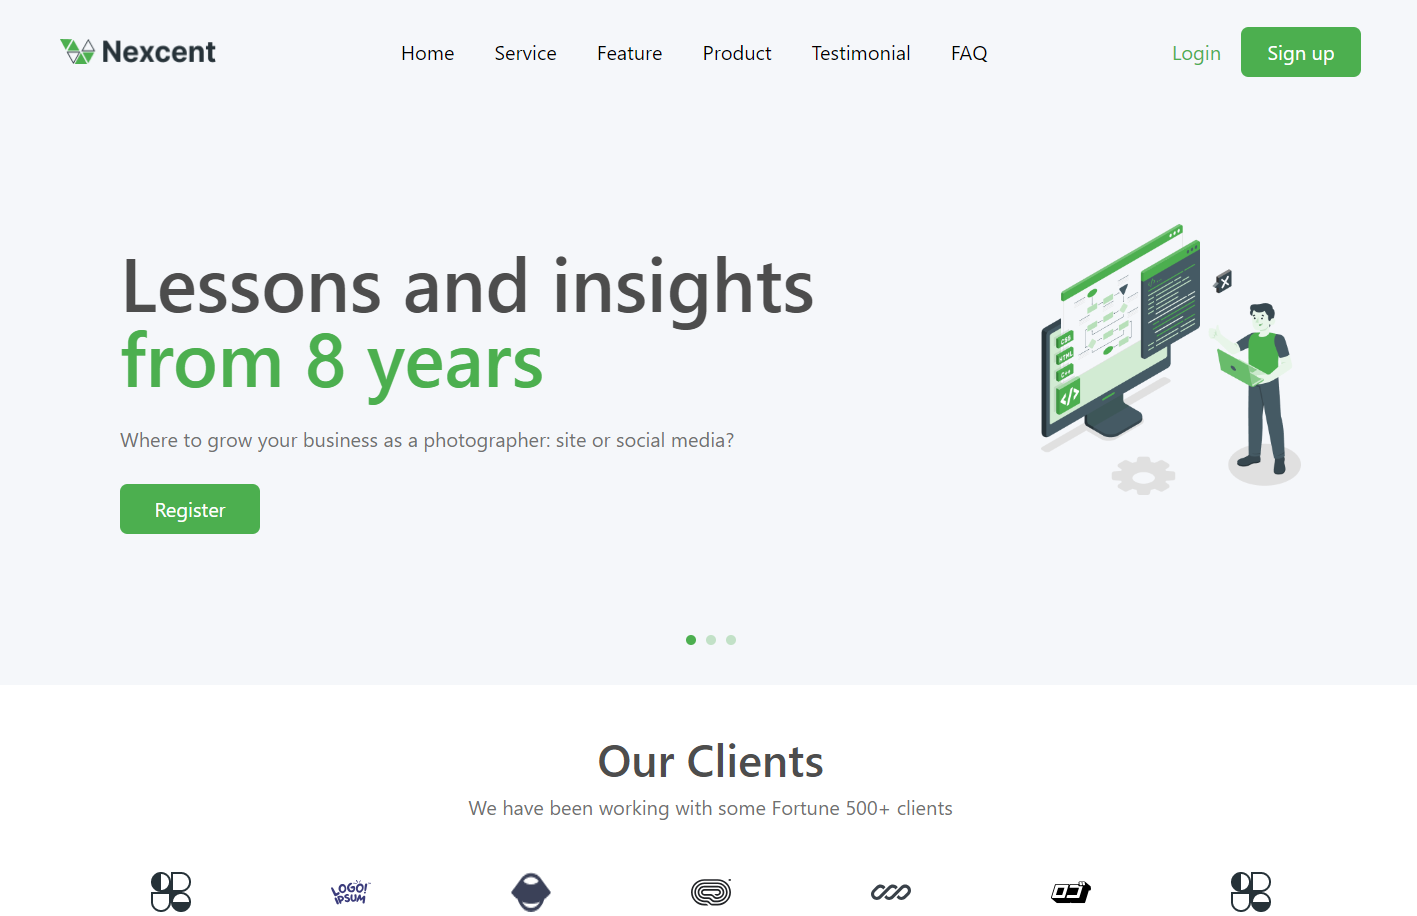 Nexcent
Home Service Feature Product Testimonial FAQ
Login Sign up
Lessons and insights
from 8 years
Where to grow your business as a photographer: site or social media?
Register
CSS
HTML
C++
</>
X
Our Clients
We have been working with some Fortune 500+ clients
LOGO!
IPSUM